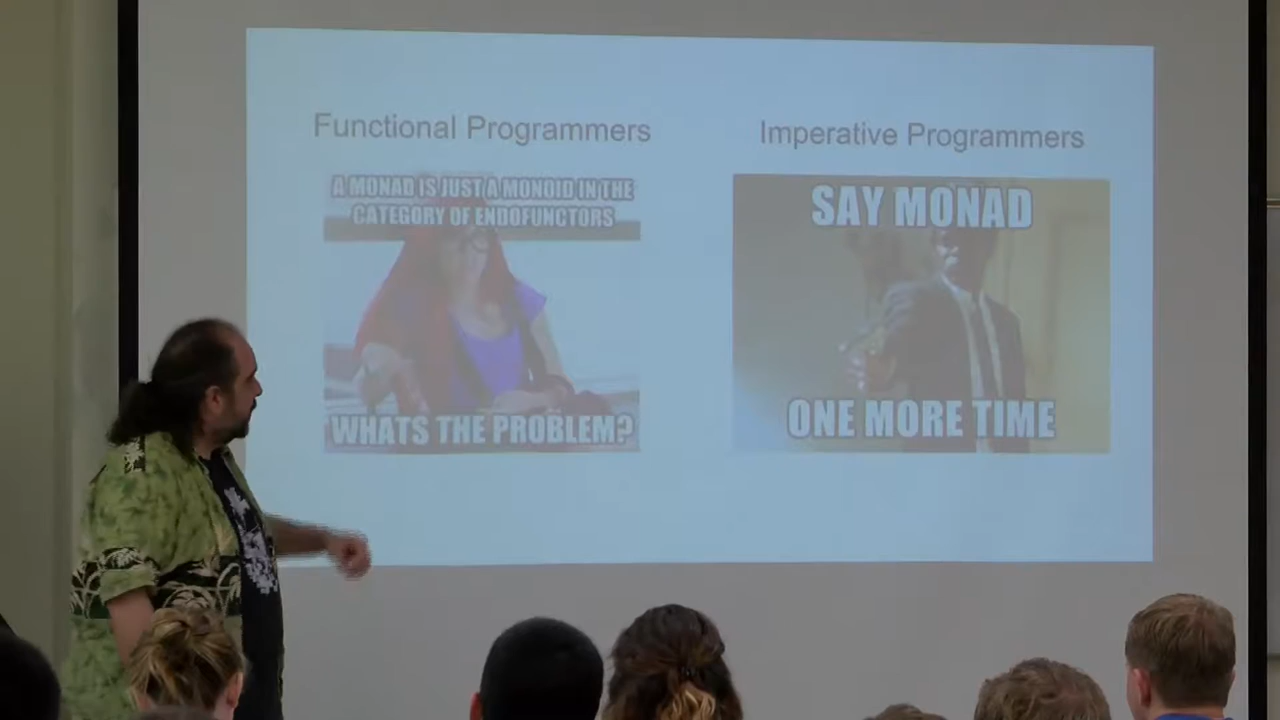 Functional Programmers
A MONAD IS JUST A MONOID IN THE
CATEGORY OF ENDOFUNCTORS
WHATS THE PROBLEM?
Imperative Programmers
SAY MONAD
ONE MORE TIME